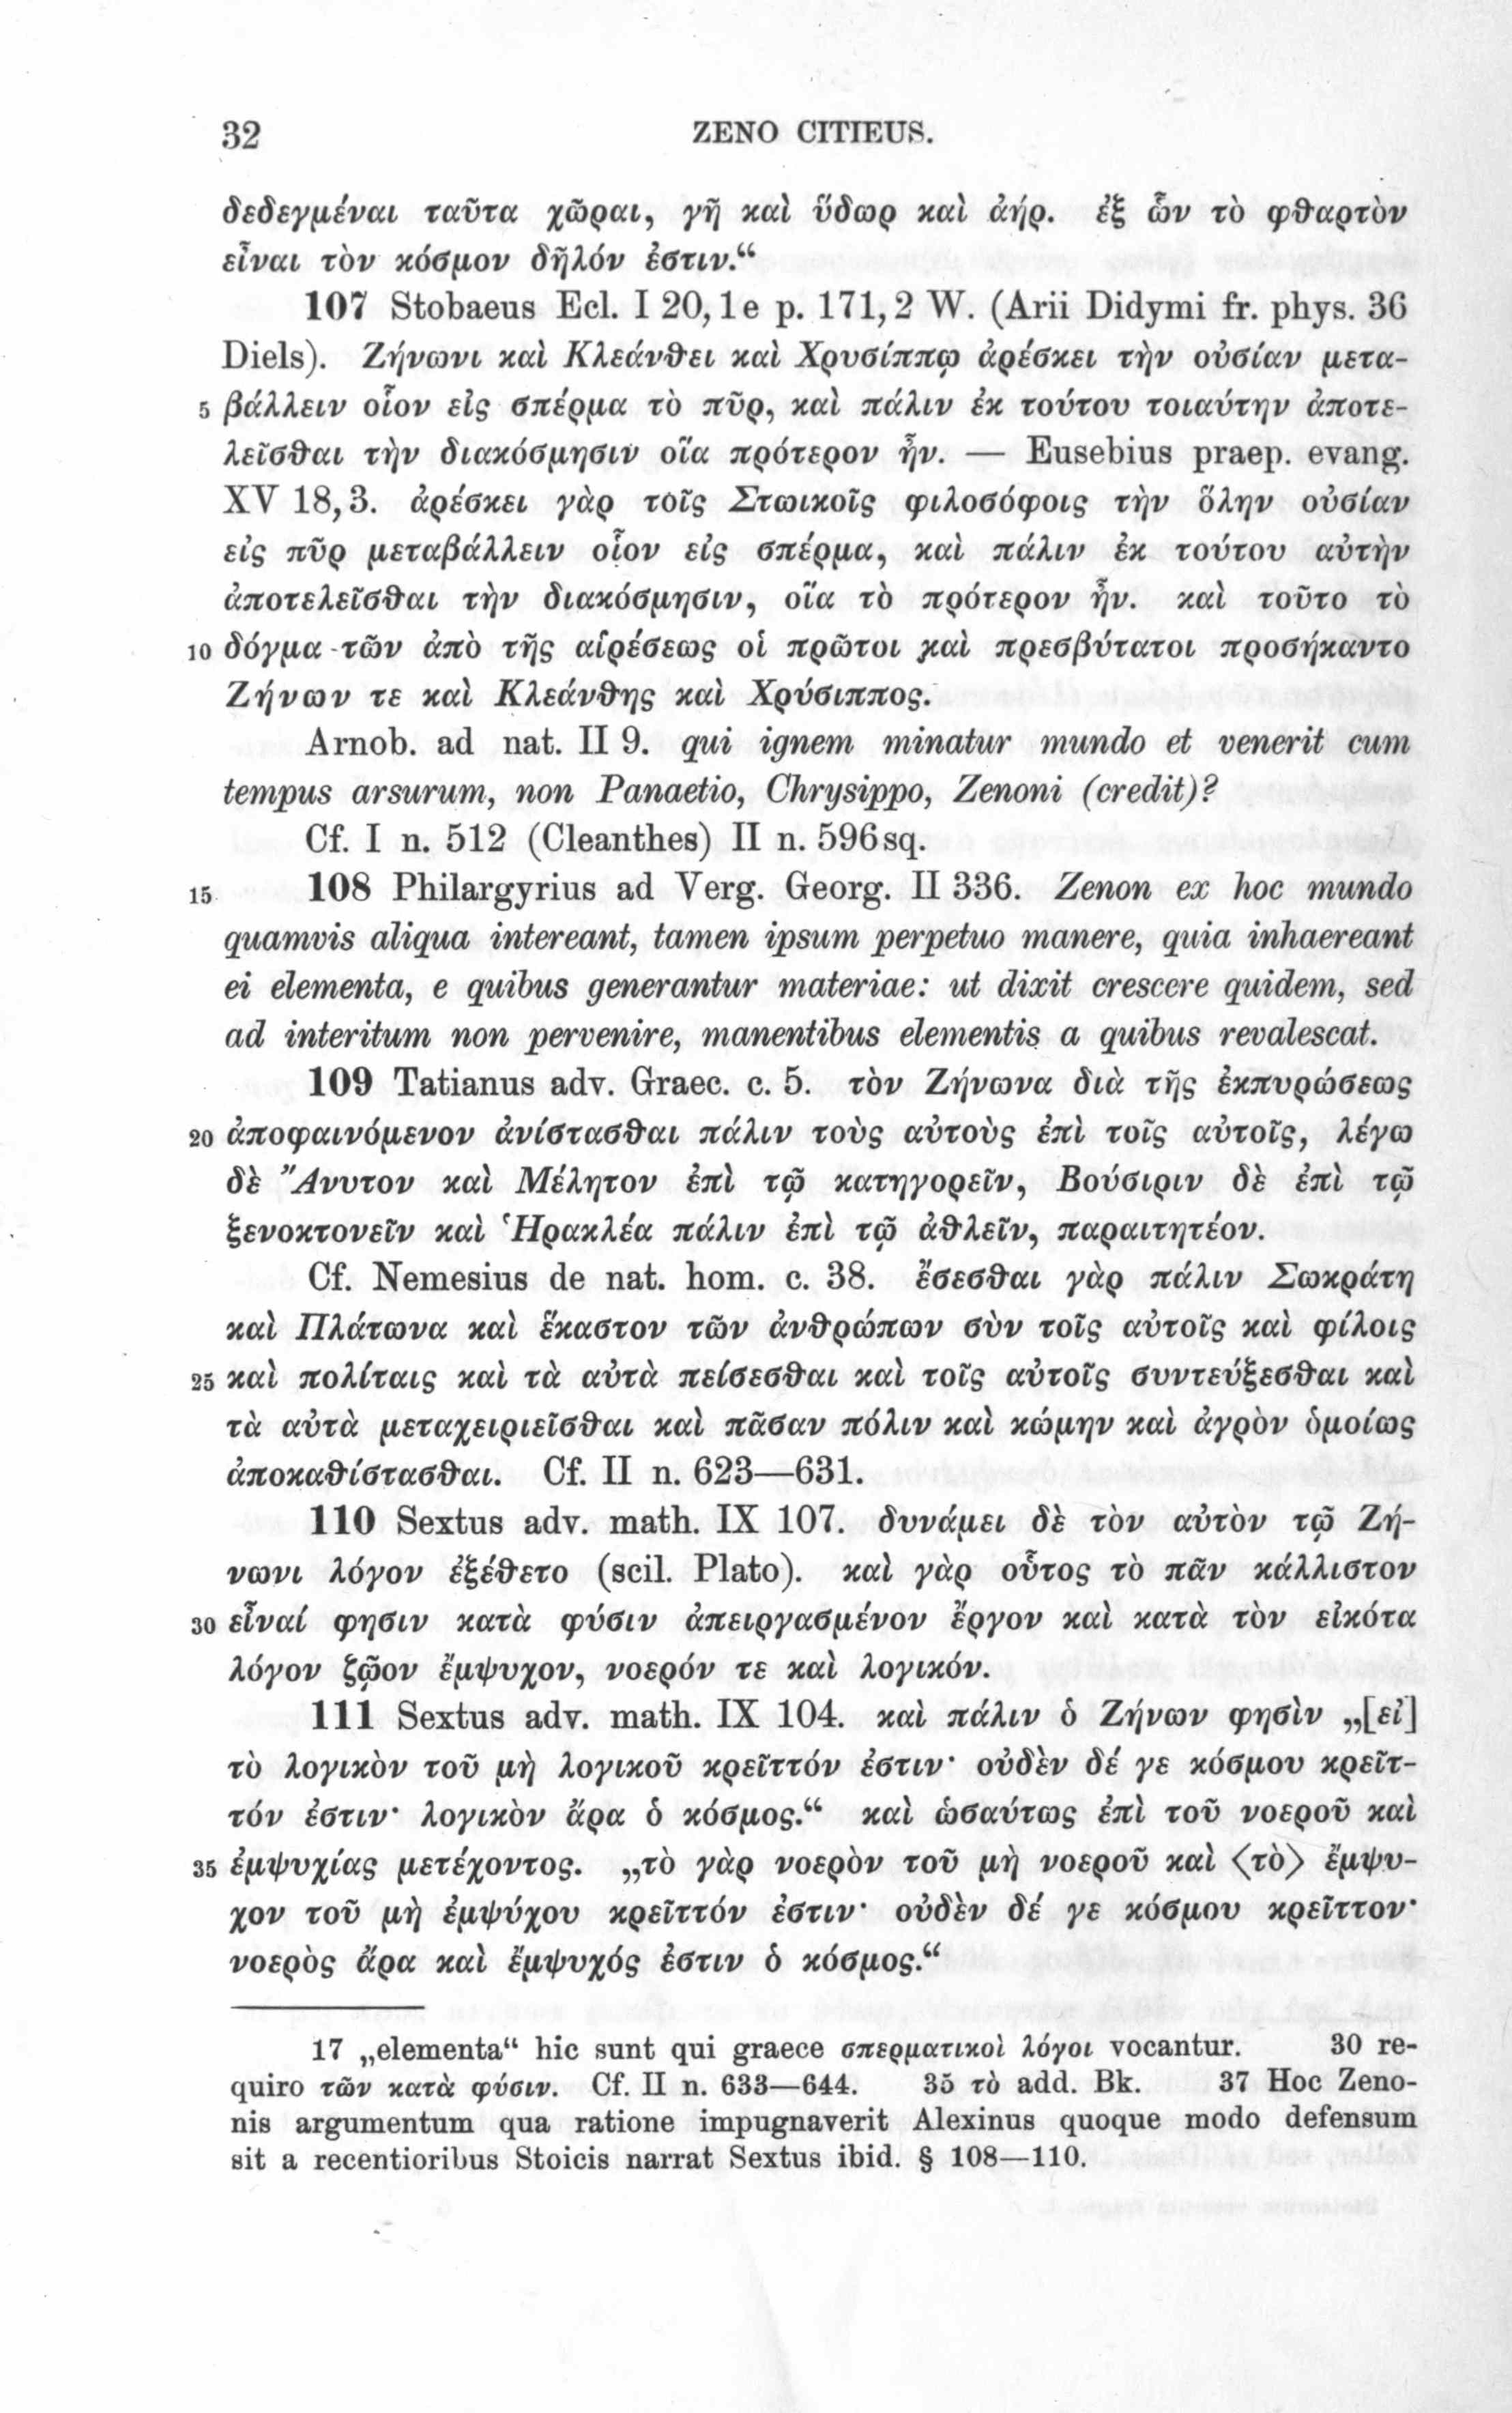 32 ZENO CITIEUS.
δεδεγμέναι ταῦτα χῶραι, γῆ καὶ ὕδωρ καὶ ἀήρ. ἐξ ὧν τὸ φθαρτὸν
εἶναι τὸν κόσμον δῆλόν ἐστιν.“
107 Stobaeus Ecl. I 20, 1e p. 171, 2 W. (Arii Didymi fr. phys. 36
Diels). Ζήνωνι καὶ Κλεάνθει καὶ Χρυσίππῳ ἀρέσκει τὴν οὐσίαν μετα-
5 βάλλειν οἷον εἰς σπέρμα τὸ πῦρ, καὶ πάλιν ἐκ τούτου τοιαύτην ἀποτε-
λεῖσθαι τὴν διακόσμησιν οἵα πρότερον ἦν. — Eusebius praep. evang.
XV 18, 3. ἀρέσκει γὰρ τοῖς Στωικοῖς φιλοσόφοις τὴν ὅλην οὐσίαν
εἰς πῦρ μεταβάλλειν οἷον εἰς σπέρμα, καὶ πάλιν ἐκ τούτου αὐτὴν
ἀποτελεῖσθαι τὴν διακόσμησιν, οἵα τὸ πρότερον ἦν. καὶ τοῦτο τὸ
10 δόγμα τῶν ἀπὸ τῆς αἱρέσεως οἱ πρῶτοι καὶ πρεσβύτατοι προσήκαντο
Ζήνων τε καὶ Κλεάνθης καὶ Χρύσιππος.
Arnob. ad nat. II 9. qui ignem minatur mundo et venerit cum
tempus arsurum, non Panaetio, Chrysippo, Zenoni (credit)?
Cf. I n. 512 (Cleanthes) II n. 596 sq.
15 108 Philargyrius ad Verg. Georg. II 336. Zenon ex hoc mundo
quamvis aliqua intereant, tamen ipsum perpetuo manere, quia inhaereant
ei elementa, e quibus generantur materiae: ut dixit crescere quidem, sed
ad interitum non pervenire, manentibus elementis a quibus revalescat.
109 Tatianus adv. Graec. c. 5. τὸν Ζήνωνα διὰ τῆς ἐκπυρώσεως
20 ἀποφαινόμενον ἀνίστασθαι πάλιν τοὺς αὐτοὺς ἐπὶ τοῖς αὐτοῖς, λέγω
δὲ Ἄνυτον καὶ Μέλητον ἐπὶ τῷ κατηγορεῖν, Βούσιριν δὲ ἐπὶ τῷ
ξενοκτονεῖν καὶ Ἡρακλέα πάλιν ἐπὶ τῷ ἀθλεῖν, παραιτητέον.
Cf. Nemesius de nat. hom. c. 38. ἔσεσθαι γὰρ πάλιν Σωκράτη
καὶ Πλάτωνα καὶ ἕκαστον τῶν ἀνθρώπων σὺν τοῖς αὐτοῖς καὶ φίλοις
25 καὶ πολίταις καὶ τὰ αὐτὰ πείσεσθαι καὶ τοῖς αὐτοῖς συντεύξεσθαι καὶ
τὰ αὐτὰ μεταχειριεῖσθαι καὶ πᾶσαν πόλιν καὶ κώμην καὶ ἀγρὸν ὁμοίως
ἀποκαθίστασθαι. Cf. II n. 623—631.
110 Sextus adv. math. IX 107. δυνάμει δὲ τὸν αὐτὸν τῷ Ζή-
νωνι λόγον ἐξέθετο (scil. Plato). καὶ γὰρ οὗτος τὸ πᾶν κάλλιστον
30 εἶναί φησιν κατὰ φύσιν ἀπειργασμένον ἔργον καὶ κατὰ τὸν εἰκότα
λόγον ζῷον ἔμψυχον, νοερόν τε καὶ λογικόν.
111 Sextus adv. math. IX 104. καὶ πάλιν ὁ Ζήνων φησὶν „[εἰ]
τὸ λογικὸν τοῦ μὴ λογικοῦ κρεῖττόν ἐστιν· οὐδὲν δέ γε κόσμου κρεῖτ-
τόν ἐστιν· λογικὸν ἄρα ὁ κόσμος.“ καὶ ὡσαύτως ἐπὶ τοῦ νοεροῦ καὶ
35 ἐμψυχίας μετέχοντος. „τὸ γὰρ νοερὸν τοῦ μὴ νοεροῦ καὶ ⟨τὸ⟩ ἔμψυ-
χον τοῦ μὴ ἐμψύχου κρεῖττόν ἐστιν· οὐδὲν δέ γε κόσμου κρεῖττον·
νοερὸς ἄρα καὶ ἔμψυχός ἐστιν ὁ κόσμος.“
17 „elementa“ hic sunt qui graece σπερματικοὶ λόγοι vocantur. 30 re-
quiro τῶν κατὰ φύσιν. Cf. II n. 633—644. 35 τὸ add. Bk. 37 Hoc Zeno-
nis argumentum qua ratione impugnaverit Alexinus quoque modo defensum
sit a recentioribus Stoicis narrat Sextus ibid. § 108—110.